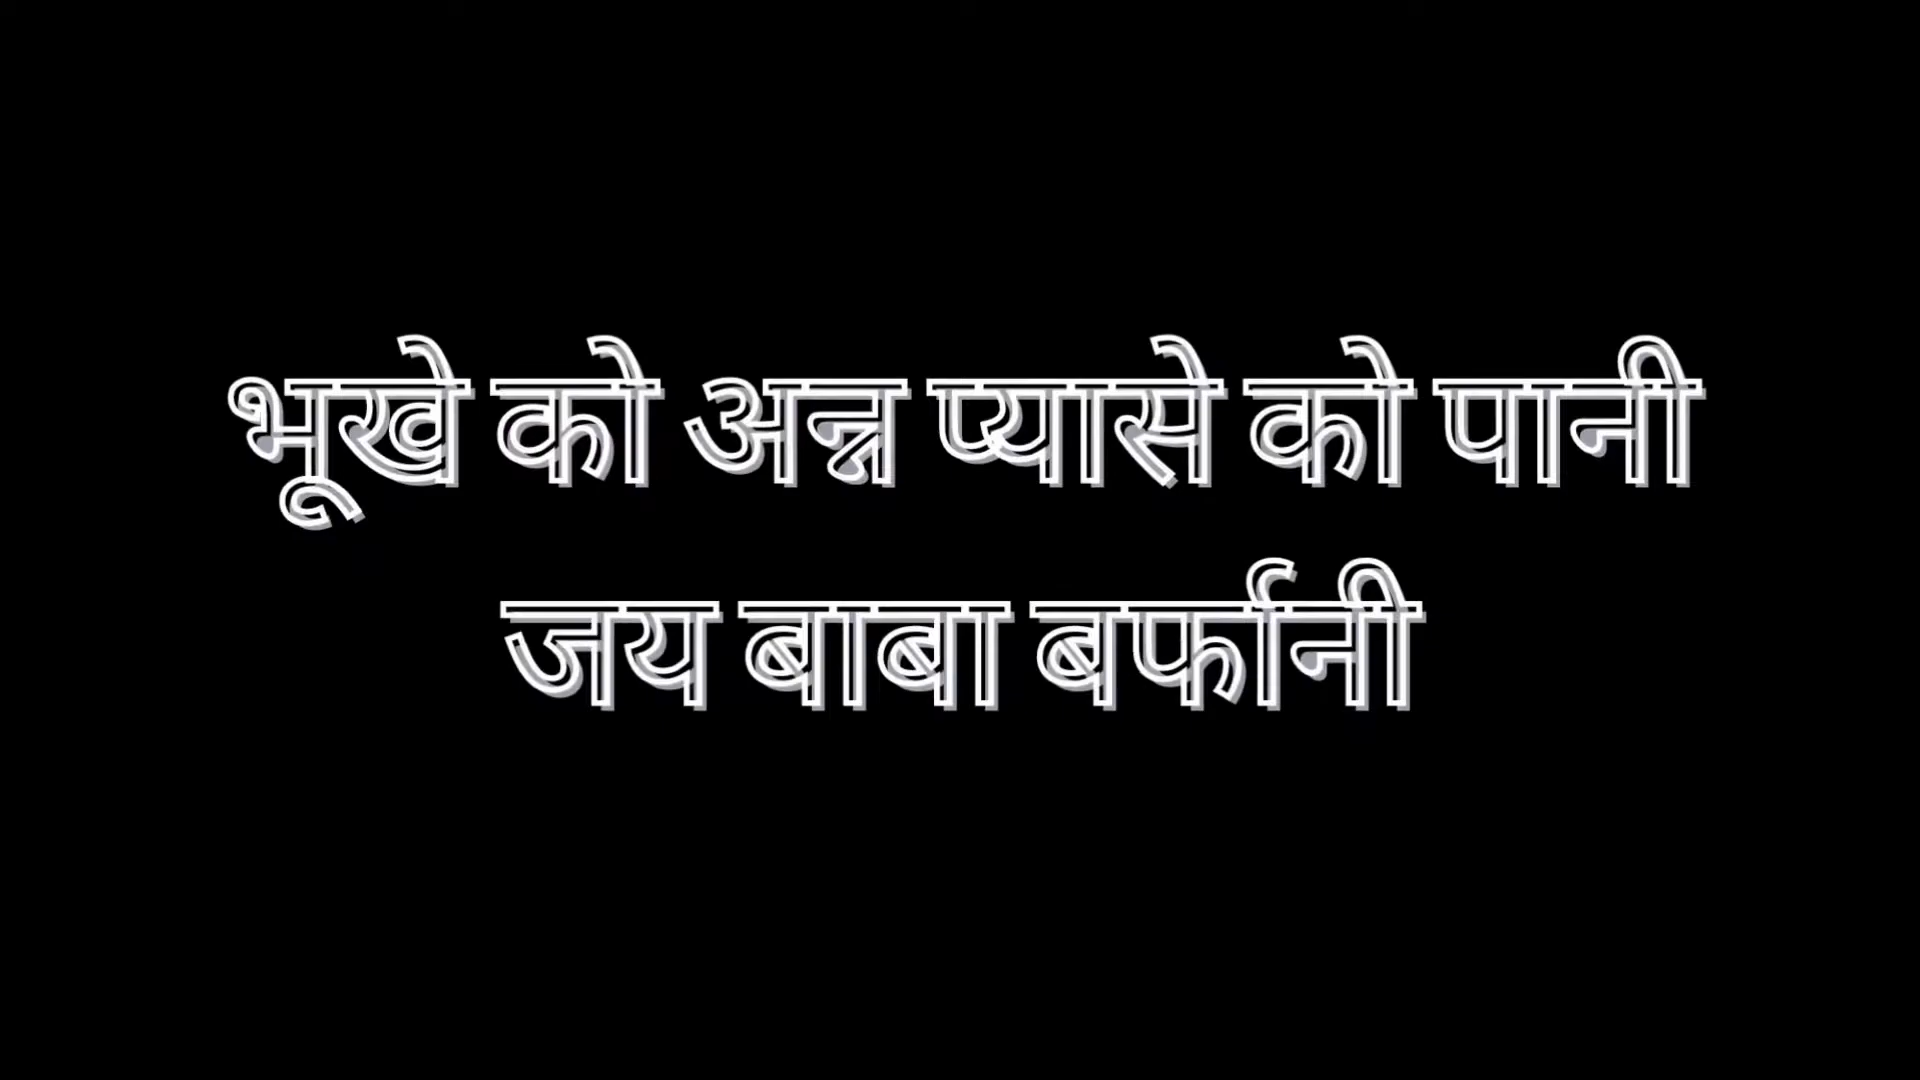 भूखे को अन्न प्यासे को पानी
जय बाबा बर्फानी